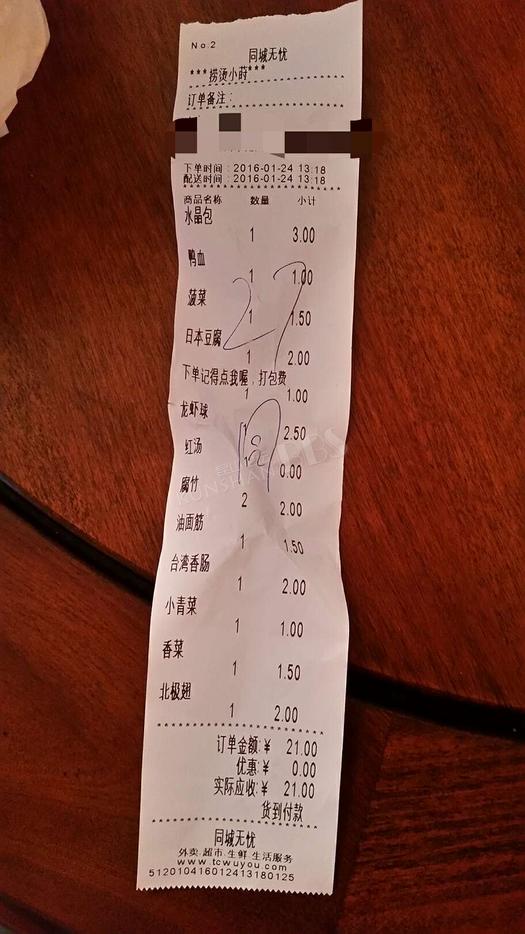 No.2
同城无忧
***捞烫小莳***
订单备注：
下单时间：2016-01-24 13:18
配送时间：2016-01-24 13:18
商品名称 数量 小计
水晶包
1 3.00
鸭血
1 1.00
菠菜
1 1.50
日本豆腐
1 2.00
下单记得点我喔，打包费
1 1.00
龙虾球
1 2.50
红汤
1 0.00
腐竹
2 2.00
油面筋
1 1.50
台湾香肠
1 2.00
小青菜
1 1.00
香菜
1 1.50
北极翅
1 2.00
27
订单金额:¥ 21.00
优惠:¥ 0.00
实际应收:¥ 21.00
货到付款
同城无忧
外卖.超市.生鲜 生活服务
www.tcwuyou.com
512010416012413180125